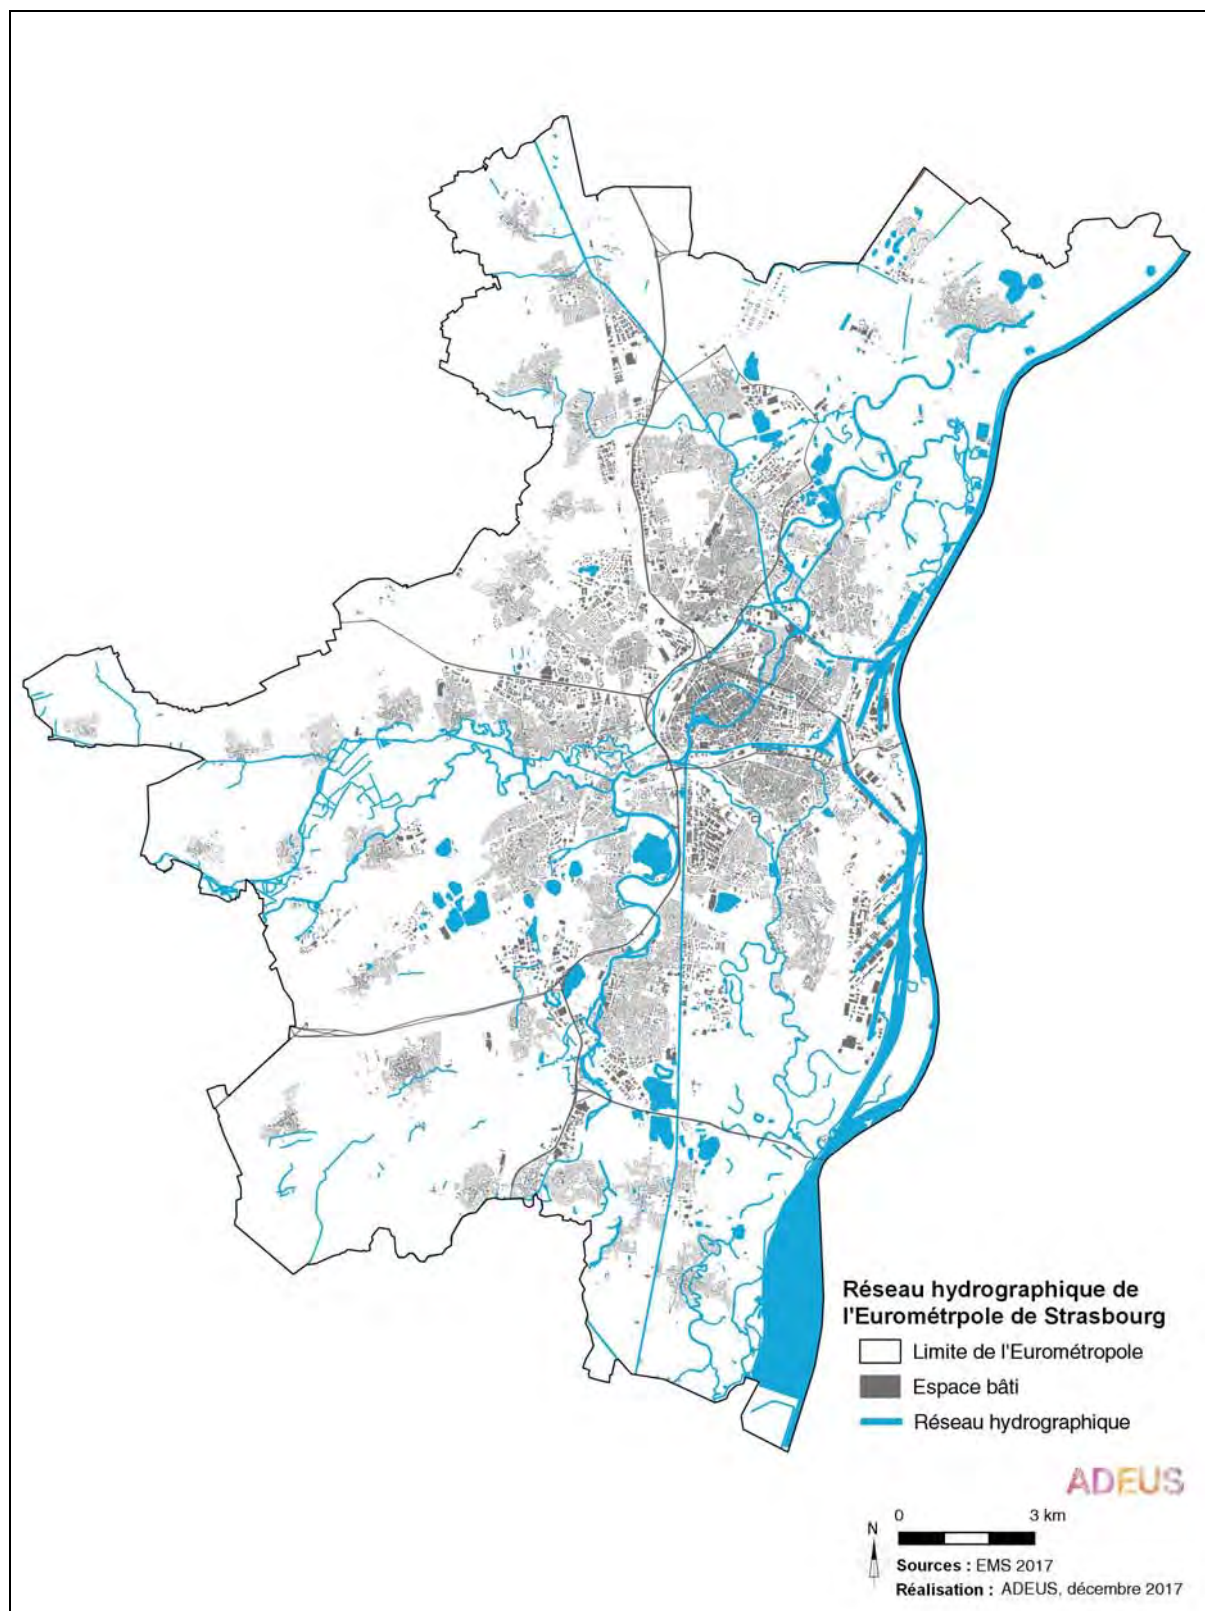 Réseau hydrographique de
l'Eurométrpole de Strasbourg
Limite de l'Eurométropole
Espace bâti
Réseau hydrographique
ADEUS
0 3 km
N
Sources : EMS 2017
Réalisation : ADEUS, décembre 2017